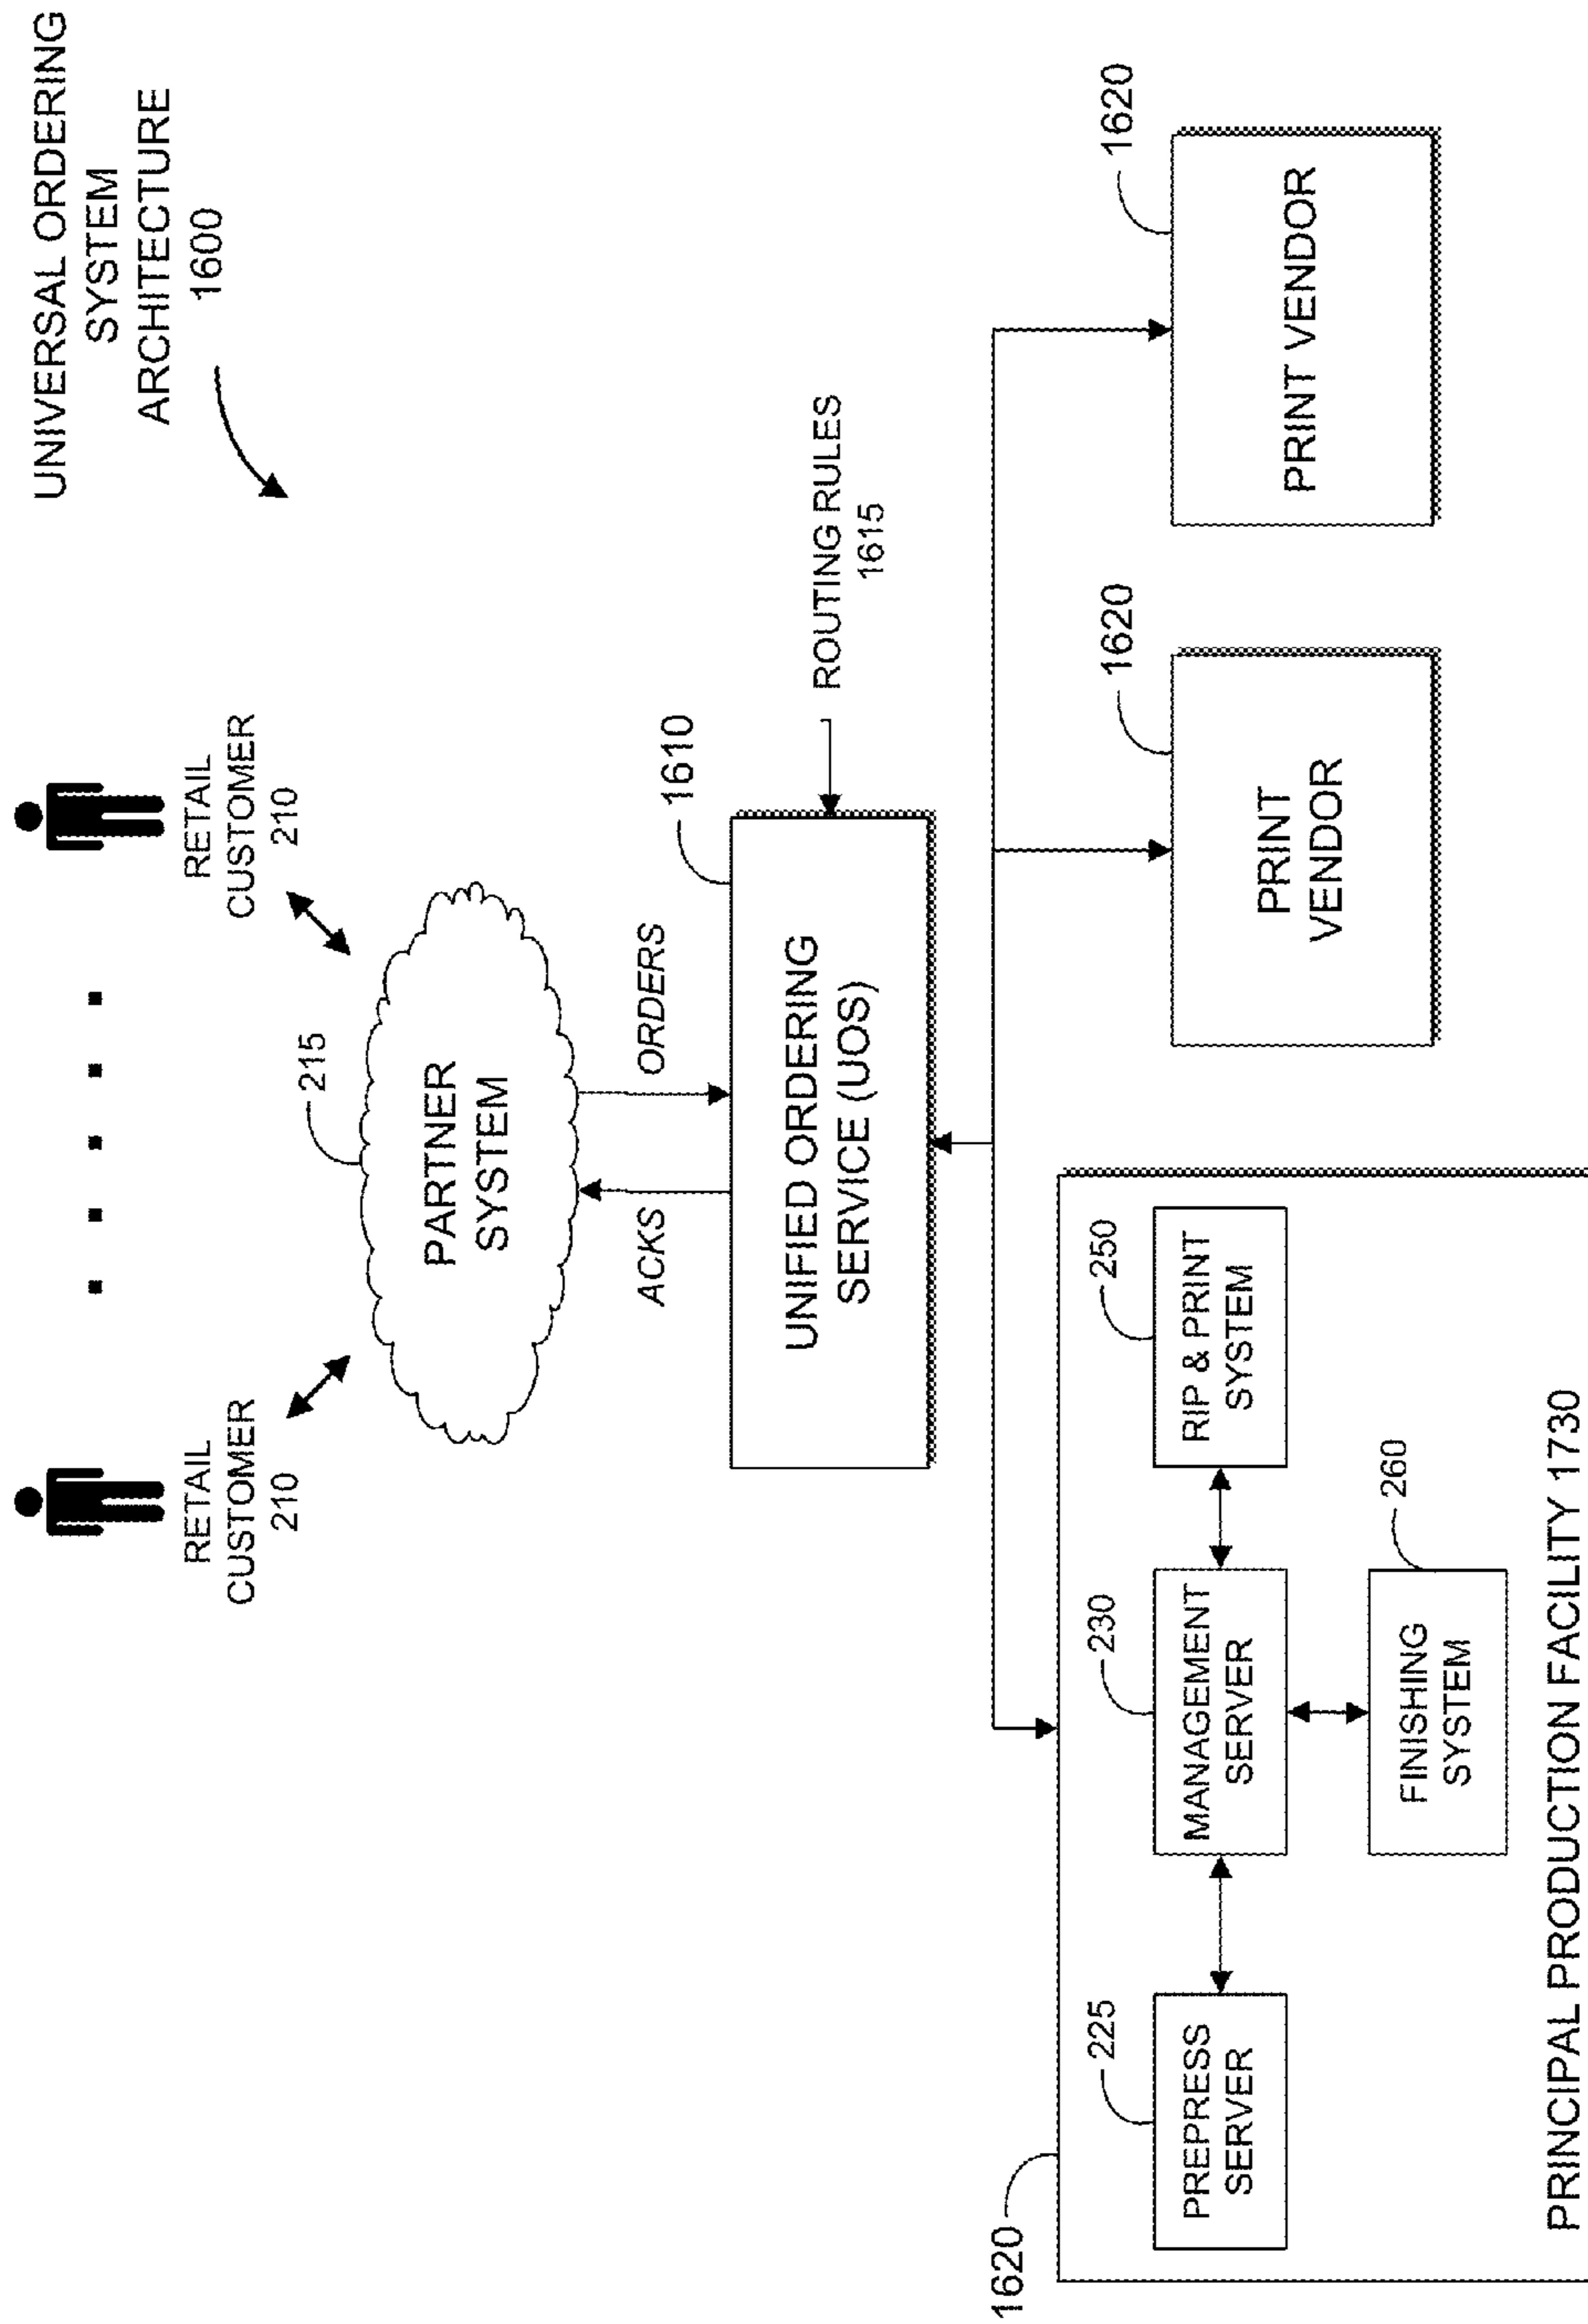 UNIVERSAL ORDERING
SYSTEM
ARCHITECTURE
1600
RETAIL
CUSTOMER
210
RETAIL
CUSTOMER
210
215
PARTNER
SYSTEM
ACKS
ORDERS
1610
UNIFIED ORDERING
SERVICE (UOS)
ROUTING RULES
1615
1620
225
PREPRESS
SERVER
230
MANAGEMENT
SERVER
250
RIP & PRINT
SYSTEM
260
FINISHING
SYSTEM
PRINCIPAL PRODUCTION FACILITY 1730
1620
PRINT
VENDOR
1620
PRINT VENDOR